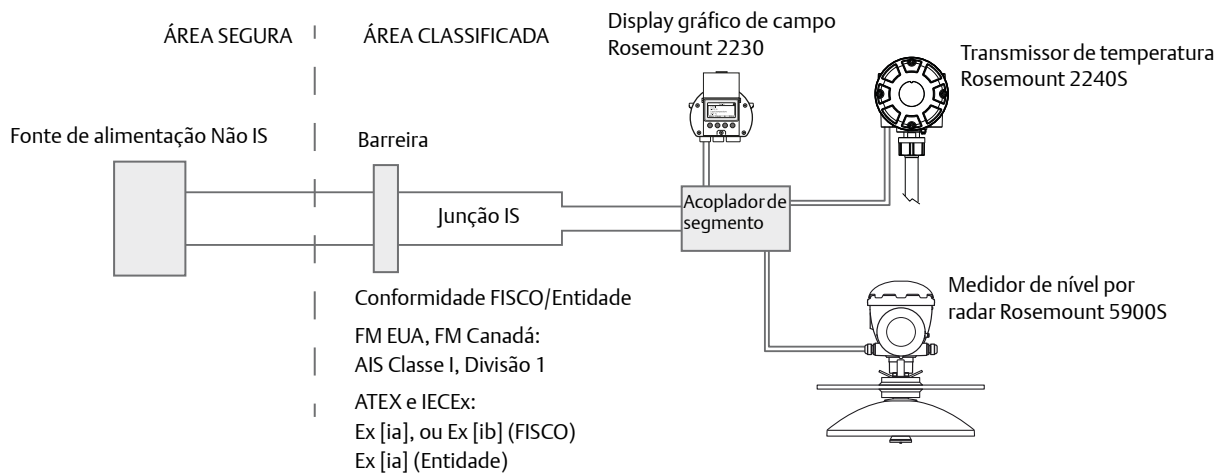 ÁREA SEGURA
ÁREA CLASSIFICADA
Display gráfico de campo
Rosemount 2230
Transmissor de temperatura
Rosemount 2240S
Fonte de alimentação Não IS
Barreira
Junção IS
Acoplador de
segmento
Medidor de nível por
radar Rosemount 5900S
Conformidade FISCO/Entidade
FM EUA, FM Canadá:
AIS Classe I, Divisão 1
ATEX e IECEx:
Ex [ia], ou Ex [ib] (FISCO)
Ex [ia] (Entidade)